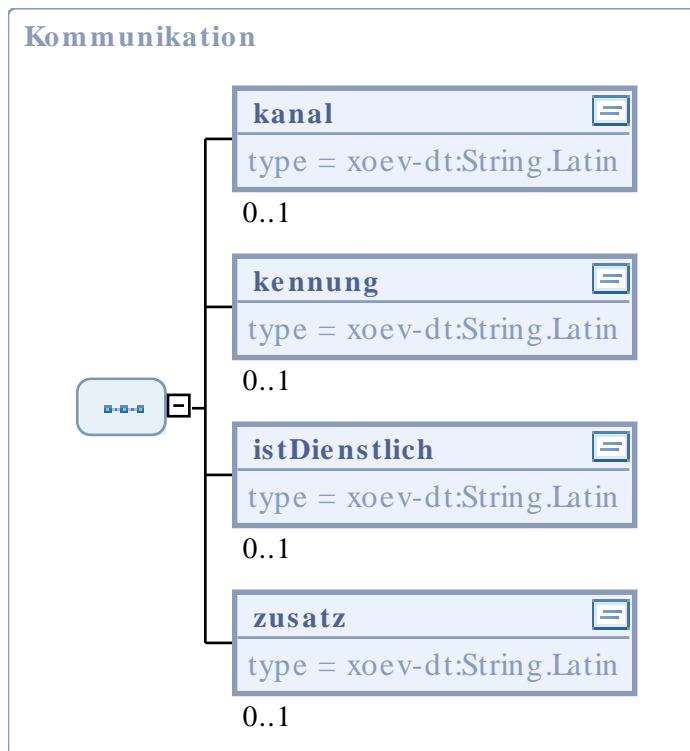 Kommunikation
kanal
type = xoev-dt:String.Latin
0..1
kennung
type = xoev-dt:String.Latin
0..1
istDienstlich
type = xoev-dt:String.Latin
0..1
zusatz
type = xoev-dt:String.Latin
0..1